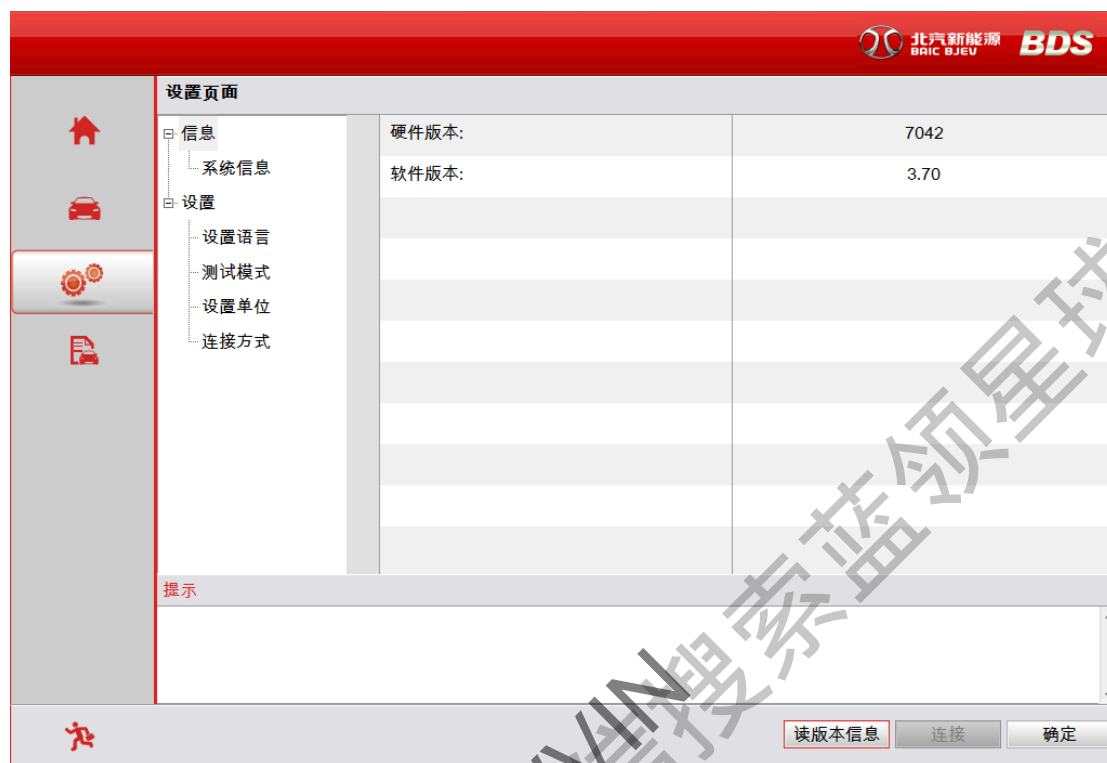 北汽新能源 BDS
BAIC BJEV
设置页面
信息
系统信息
设置
设置语言
测试模式
设置单位
连接方式
硬件版本: 7042
软件版本: 3.70
提示
读版本信息 连接 确定
YIN
搜索蓝领星球